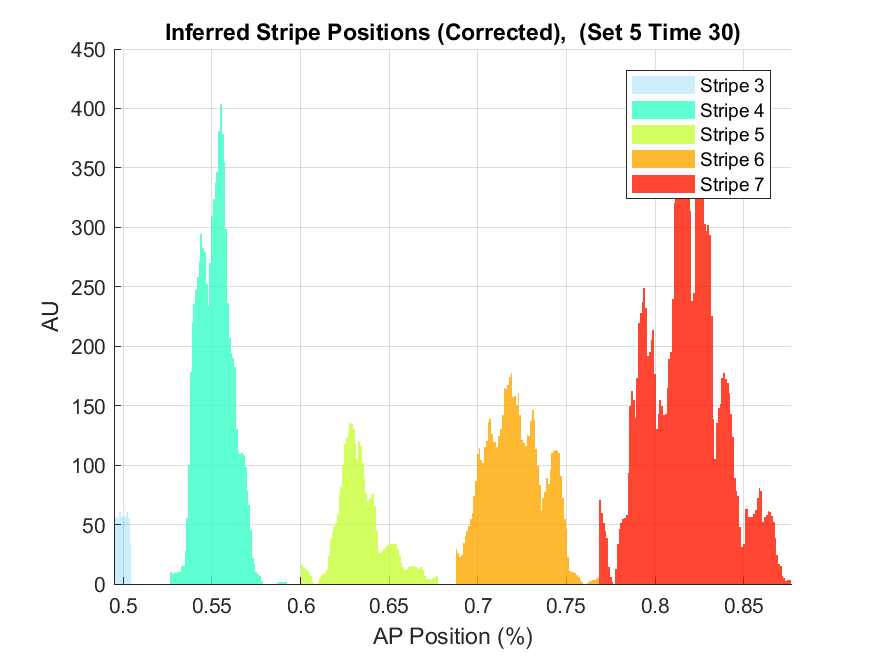 Inferred Stripe Positions (Corrected),  (Set 5 Time 30)
450
400
350
300
250
200
150
100
50
0
AU
Stripe 3
Stripe 4
Stripe 5
Stripe 6
Stripe 7
0.5 0.55 0.6 0.65 0.7 0.75 0.8 0.85
AP Position (%)